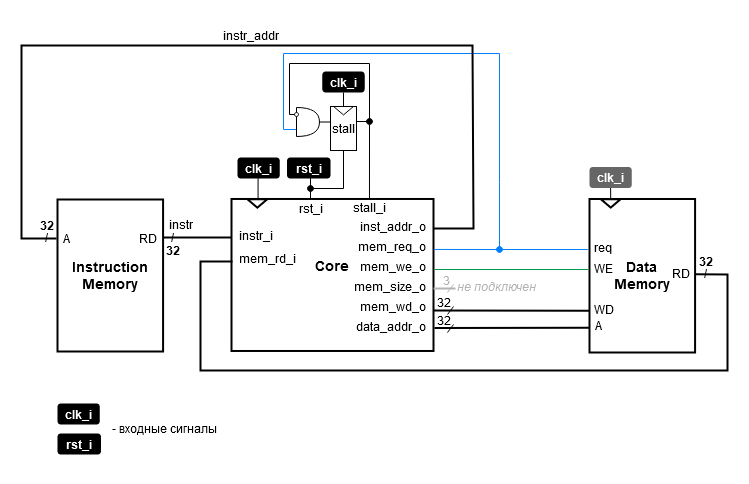 instr_addr
clk_i
stall
clk_i
rst_i
clk_i
rst_i
stall_i
32
A
RD
instr
32
Instruction
Memory
instr_i
mem_rd_i
Core
inst_addr_o
mem_req_o
mem_we_o
mem_size_o
mem_wd_o
data_addr_o
3
не подключен
32
32
req
WE
WD
A
Data
Memory
RD
32
clk_i
- входные сигналы
rst_i